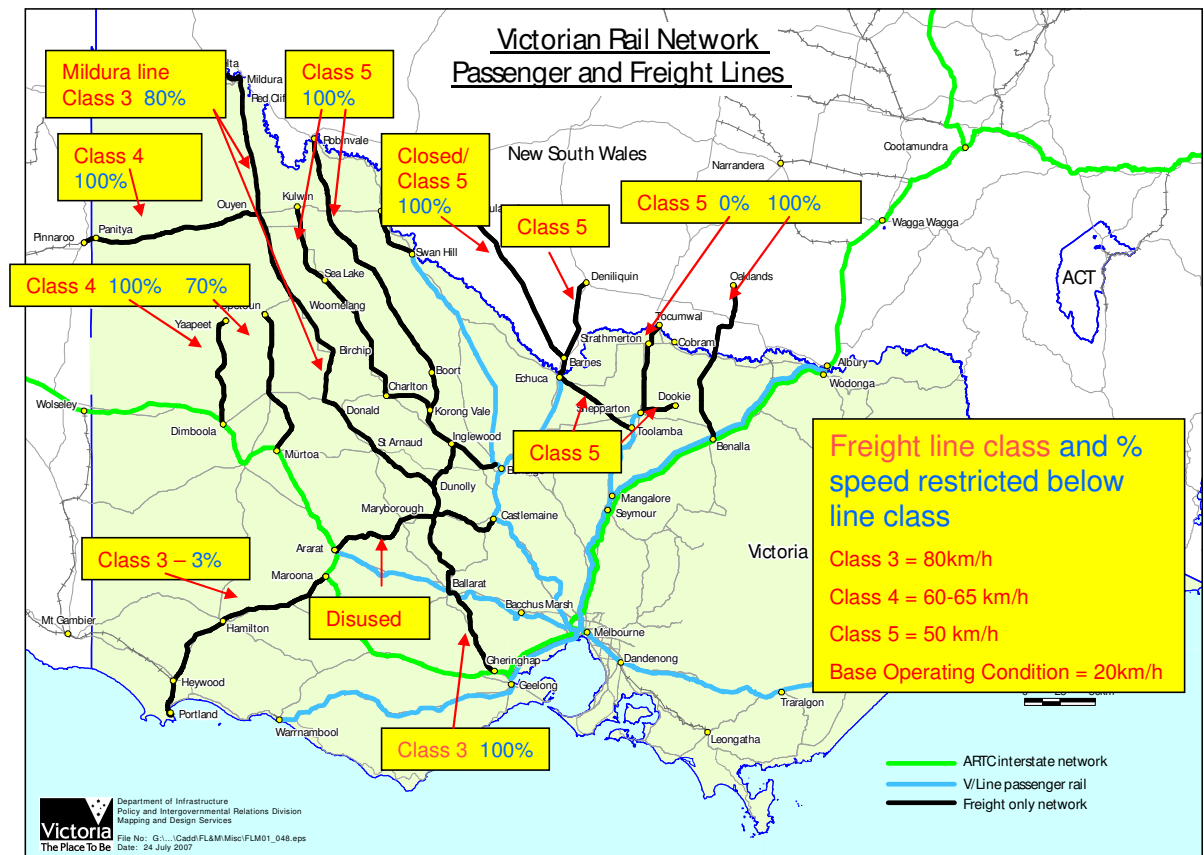 Victorian Rail Network
Passenger and Freight Lines
Mildura line
Class 3 80%
Class 5
100%
Mildura
Robinvale
Class 4
100%
Closed/
Class 5
100%
New South Wales
Narrandera
Cootamundra
Class 5 0% 100%
Kulwin
Ouyen
Panitya
Pinnaroo
Class 5
Wagga Wagga
Swan Hill
Deniliquin
Oaklands
ACT
Class 4 100% 70%
Sea Lake
Woomelang
Yaapeet
Tocumwal
Strathmerton
Cobram
Birchip
Barnes
Albury
Wodonga
Boort
Echuca
Charlton
Dookie
Wolseley
Donald
Korong Vale
Shepparton
Toolamba
Dimboola
St Arnaud
Inglewood
Class 5
Benalla
Murtoa
Dunolly
Mangalore
Seymour
Maryborough
Castlemaine
Ararat
Victoria
Class 3 – 3%
Maroona
Ballarat
Bacchus Marsh
Disused
Mt Gambier
Hamilton
Melbourne
Dandenong
Gheringhap
Heywood
Geelong
Traralgon
Portland
Warrnambool
Leongatha
Class 3 100%
Freight line class and %
speed restricted below
line class
Class 3 = 80km/h
Class 4 = 60-65 km/h
Class 5 = 50 km/h
Base Operating Condition = 20km/h
ARTC interstate network
V/Line passenger rail
Freight only network
Victoria
The Place To Be
Department of Infrastructure
Policy and Intergovernmental Relations Division
Mapping and Design Services
File No: G:\...\Cadd\FL&M\Misc\FLM01_048.eps
Date: 24 July 2007